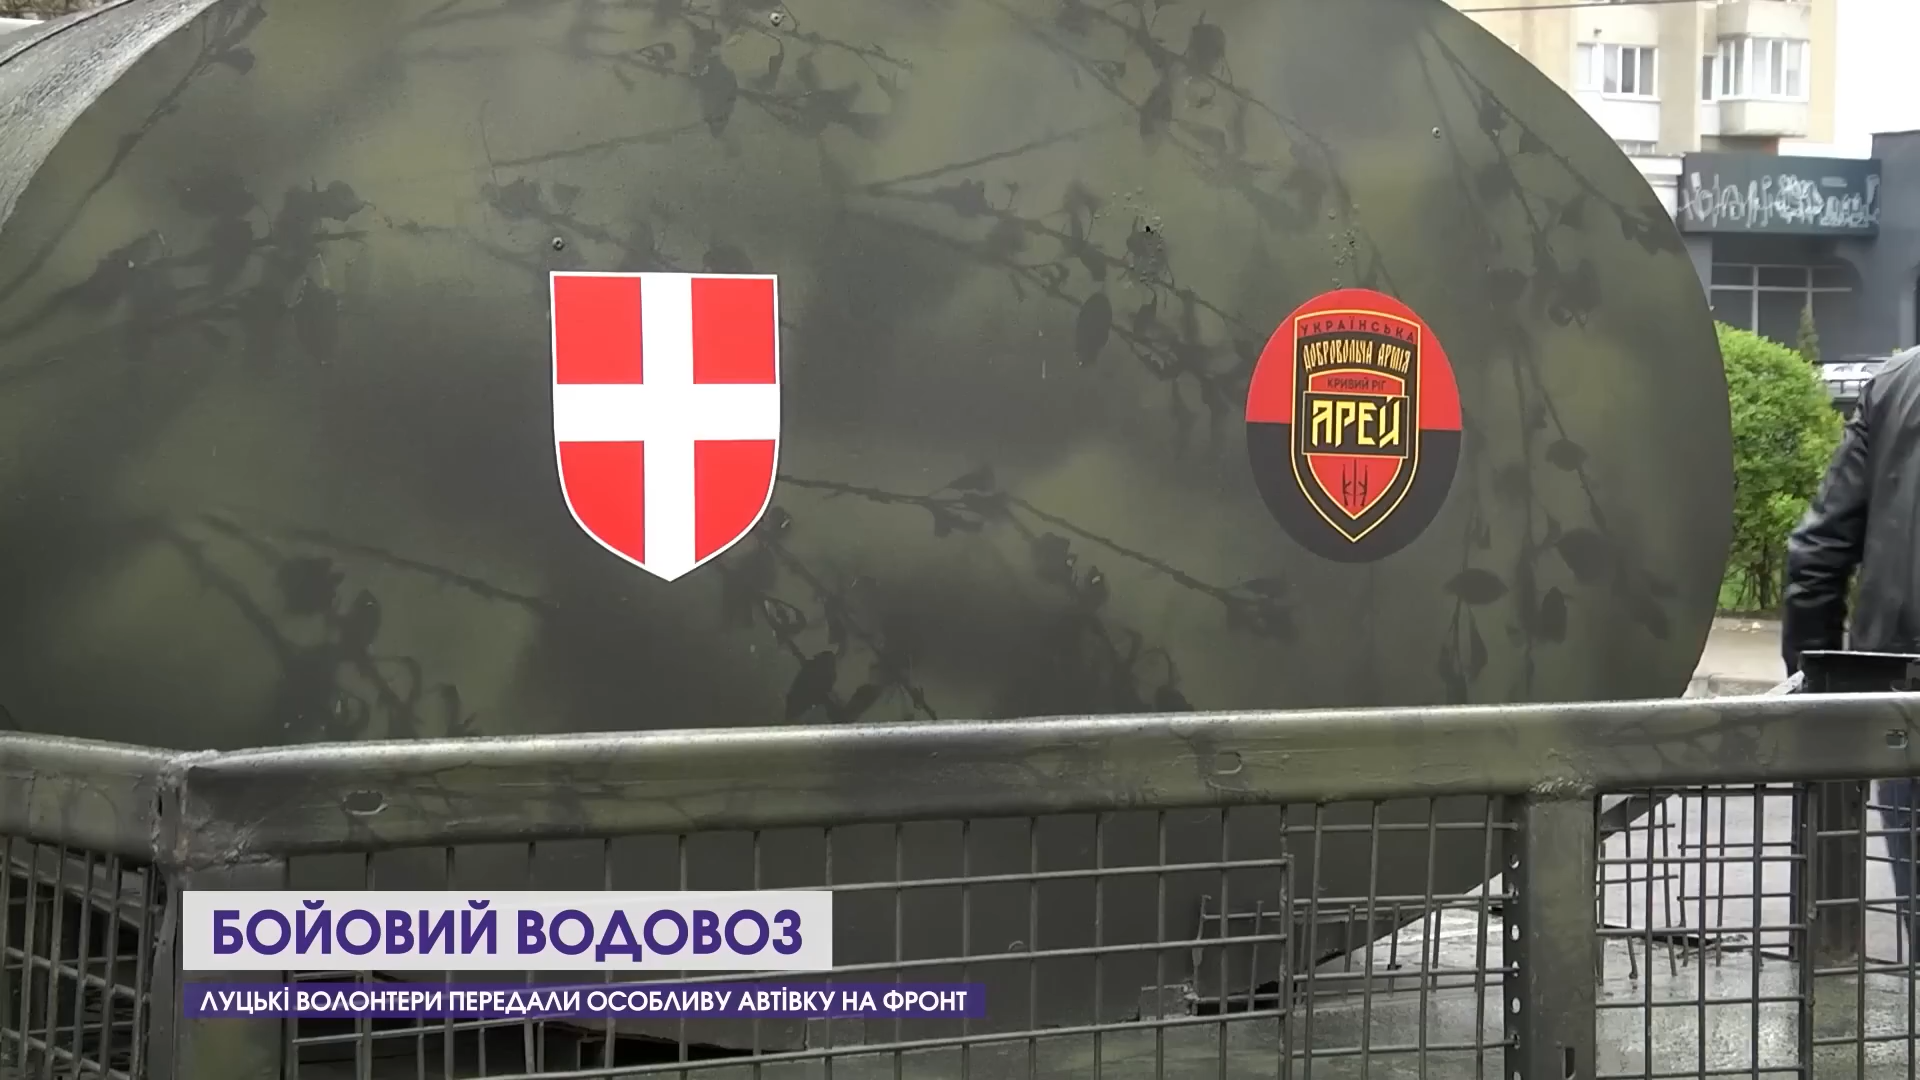 УКРАЇНСЬКА
ДОБРОВОЛЬЧА АРМІЯ
КРИВИЙ РІГ
АРЕЙ
БОЙОВИЙ ВОДОВОЗ
ЛУЦЬКІ ВОЛОНТЕРИ ПЕРЕДАЛИ ОСОБЛИВУ АВТІВКУ НА ФРОНТ